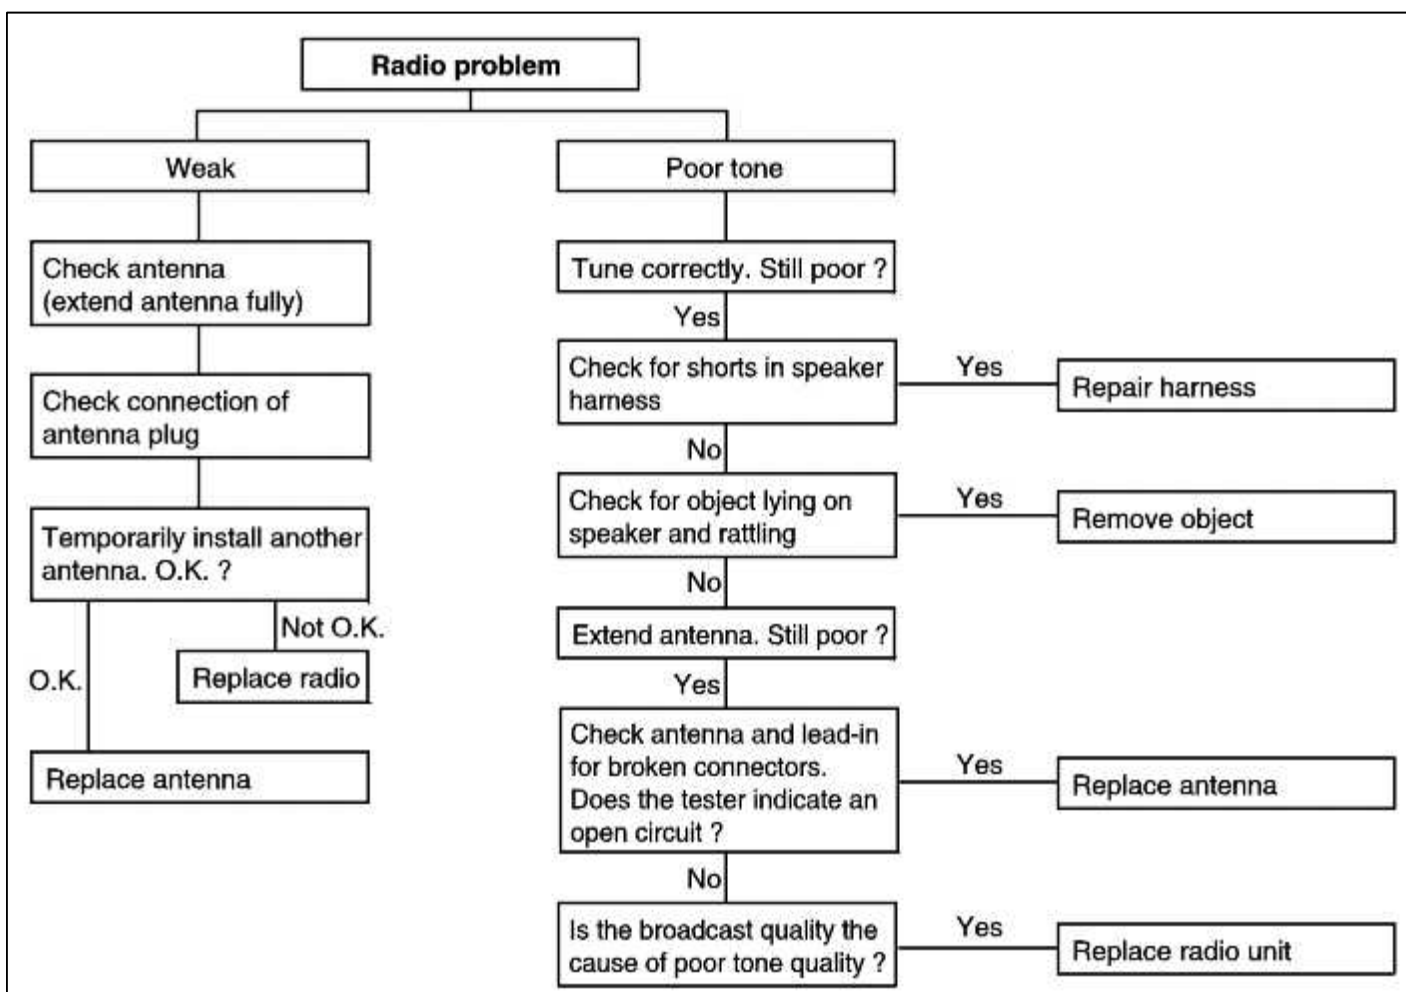 Radio problem
Weak
Check antenna
(extend antenna fully)
Check connection of
antenna plug
Temporarily install another
antenna. O.K. ?
Not O.K.
Replace radio
O.K.
Replace antenna
Poor tone
Tune correctly. Still poor ?
Yes
Check for shorts in speaker
harness
Yes
Repair harness
No
Check for object lying on
speaker and rattling
Yes
Remove object
No
Extend antenna. Still poor ?
Yes
Check antenna and lead-in
for broken connectors.
Does the tester indicate an
open circuit ?
Yes
Replace antenna
No
Is the broadcast quality the
cause of poor tone quality ?
Yes
Replace radio unit